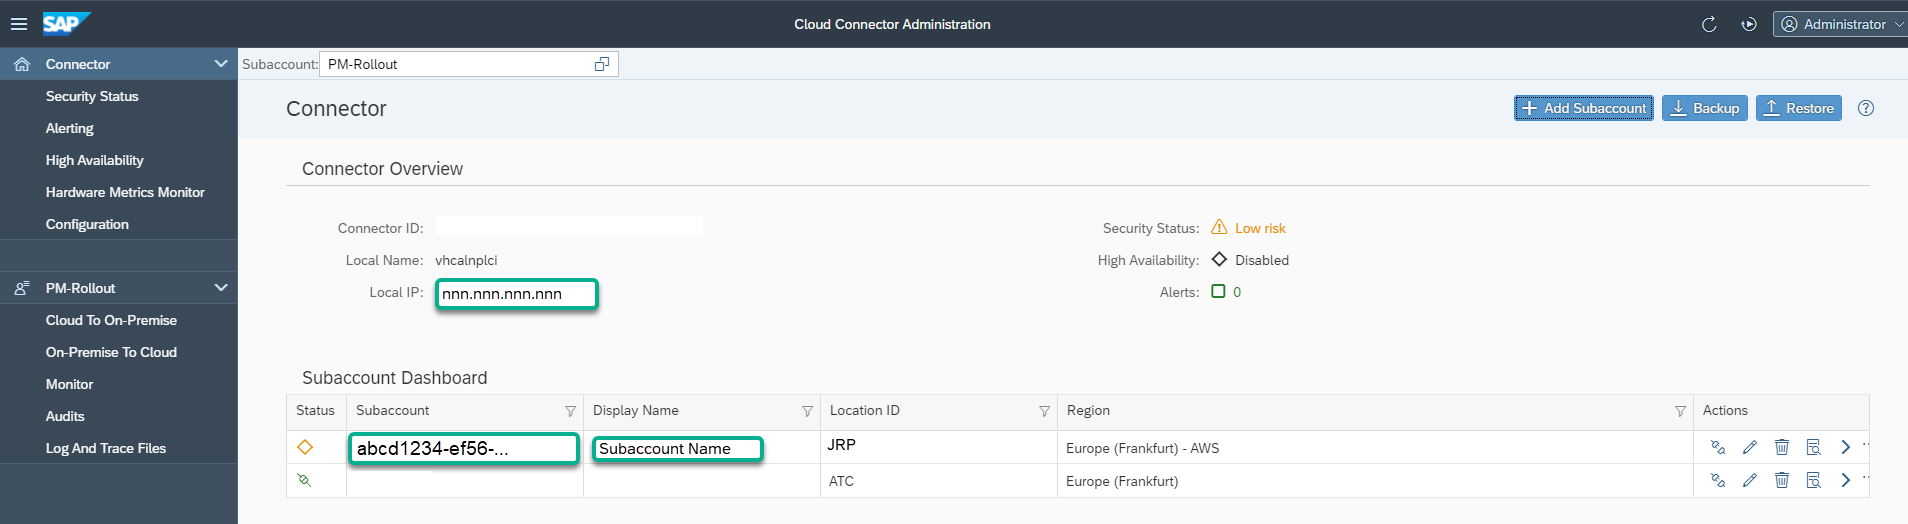 SAP
Cloud Connector Administration
Administrator
Connector
Security Status
Alerting
High Availability
Hardware Metrics Monitor
Configuration
PM-Rollout
Cloud To On-Premise
On-Premise To Cloud
Monitor
Audits
Log And Trace Files
Subaccount: PM-Rollout
Connector
Add Subaccount Backup Restore
Connector Overview
Connector ID:
Local Name: vhcalnplci
Local IP: nnn.nnn.nnn.nnn
Security Status: Low risk
High Availability: Disabled
Alerts: 0
Subaccount Dashboard
Status Subaccount Display Name Location ID Region Actions
abcd1234-ef56-... Subaccount Name JRP Europe (Frankfurt) - AWS
ATC Europe (Frankfurt)